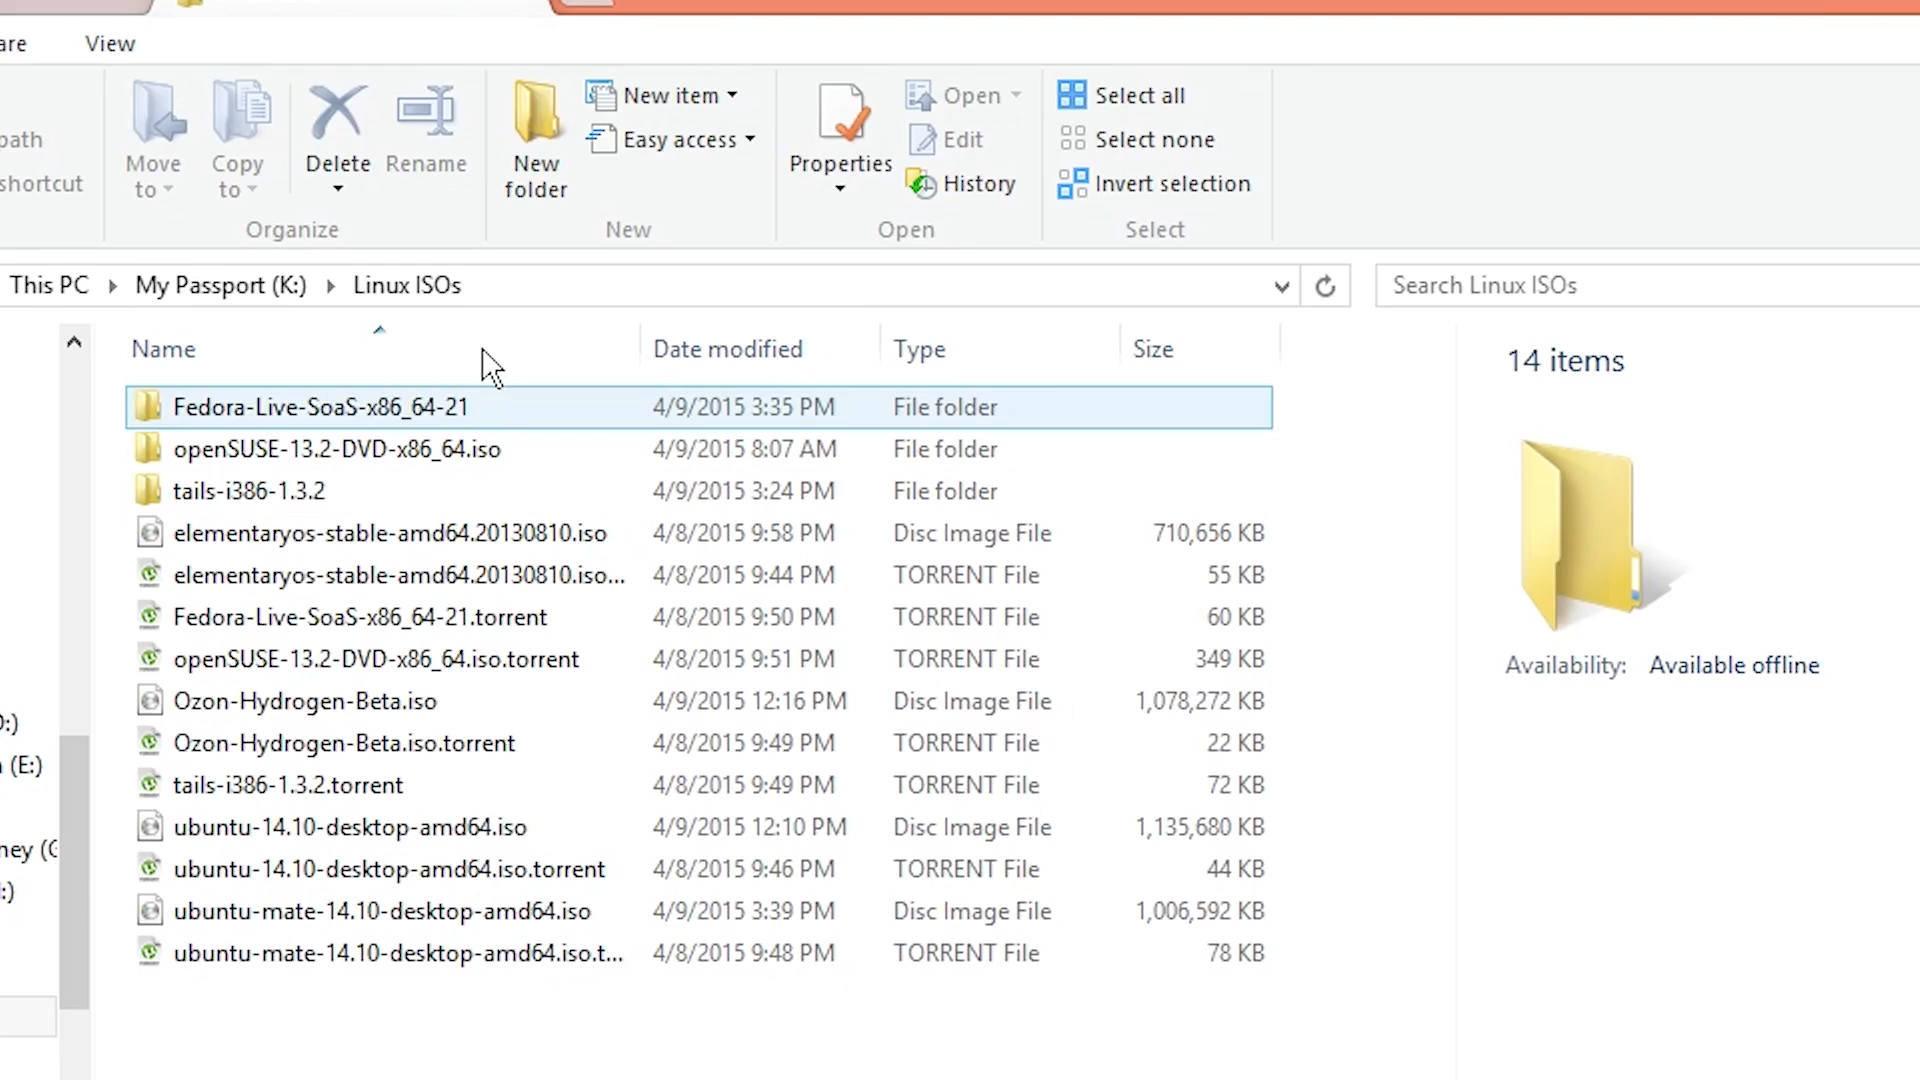 are View
path
shortcut
Move to
Copy to
Delete
Rename
Organize
New folder
New item
Easy access
New
Properties
Open
Edit
History
Open
Select all
Select none
Invert selection
Select
This PC My Passport (K:) Linux ISOs
Search Linux ISOs
Name Date modified Type Size
Fedora-Live-SoaS-x86_64-21 4/9/2015 3:35 PM File folder
openSUSE-13.2-DVD-x86_64.iso 4/9/2015 8:07 AM File folder
tails-i386-1.3.2 4/9/2015 3:24 PM File folder
elementaryos-stable-amd64.20130810.iso 4/8/2015 9:58 PM Disc Image File 710,656 KB
elementaryos-stable-amd64.20130810.iso... 4/8/2015 9:44 PM TORRENT File 55 KB
Fedora-Live-SoaS-x86_64-21.torrent 4/8/2015 9:50 PM TORRENT File 60 KB
openSUSE-13.2-DVD-x86_64.iso.torrent 4/8/2015 9:51 PM TORRENT File 349 KB
Ozon-Hydrogen-Beta.iso 4/9/2015 12:16 PM Disc Image File 1,078,272 KB
Ozon-Hydrogen-Beta.iso.torrent 4/8/2015 9:49 PM TORRENT File 22 KB
tails-i386-1.3.2.torrent 4/8/2015 9:49 PM TORRENT File 72 KB
ubuntu-14.10-desktop-amd64.iso 4/9/2015 12:10 PM Disc Image File 1,135,680 KB
ubuntu-14.10-desktop-amd64.iso.torrent 4/8/2015 9:46 PM TORRENT File 44 KB
ubuntu-mate-14.10-desktop-amd64.iso 4/9/2015 3:39 PM Disc Image File 1,006,592 KB
ubuntu-mate-14.10-desktop-amd64.iso.t... 4/8/2015 9:48 PM TORRENT File 78 KB
(E:)
14 items
Availability: Available offline